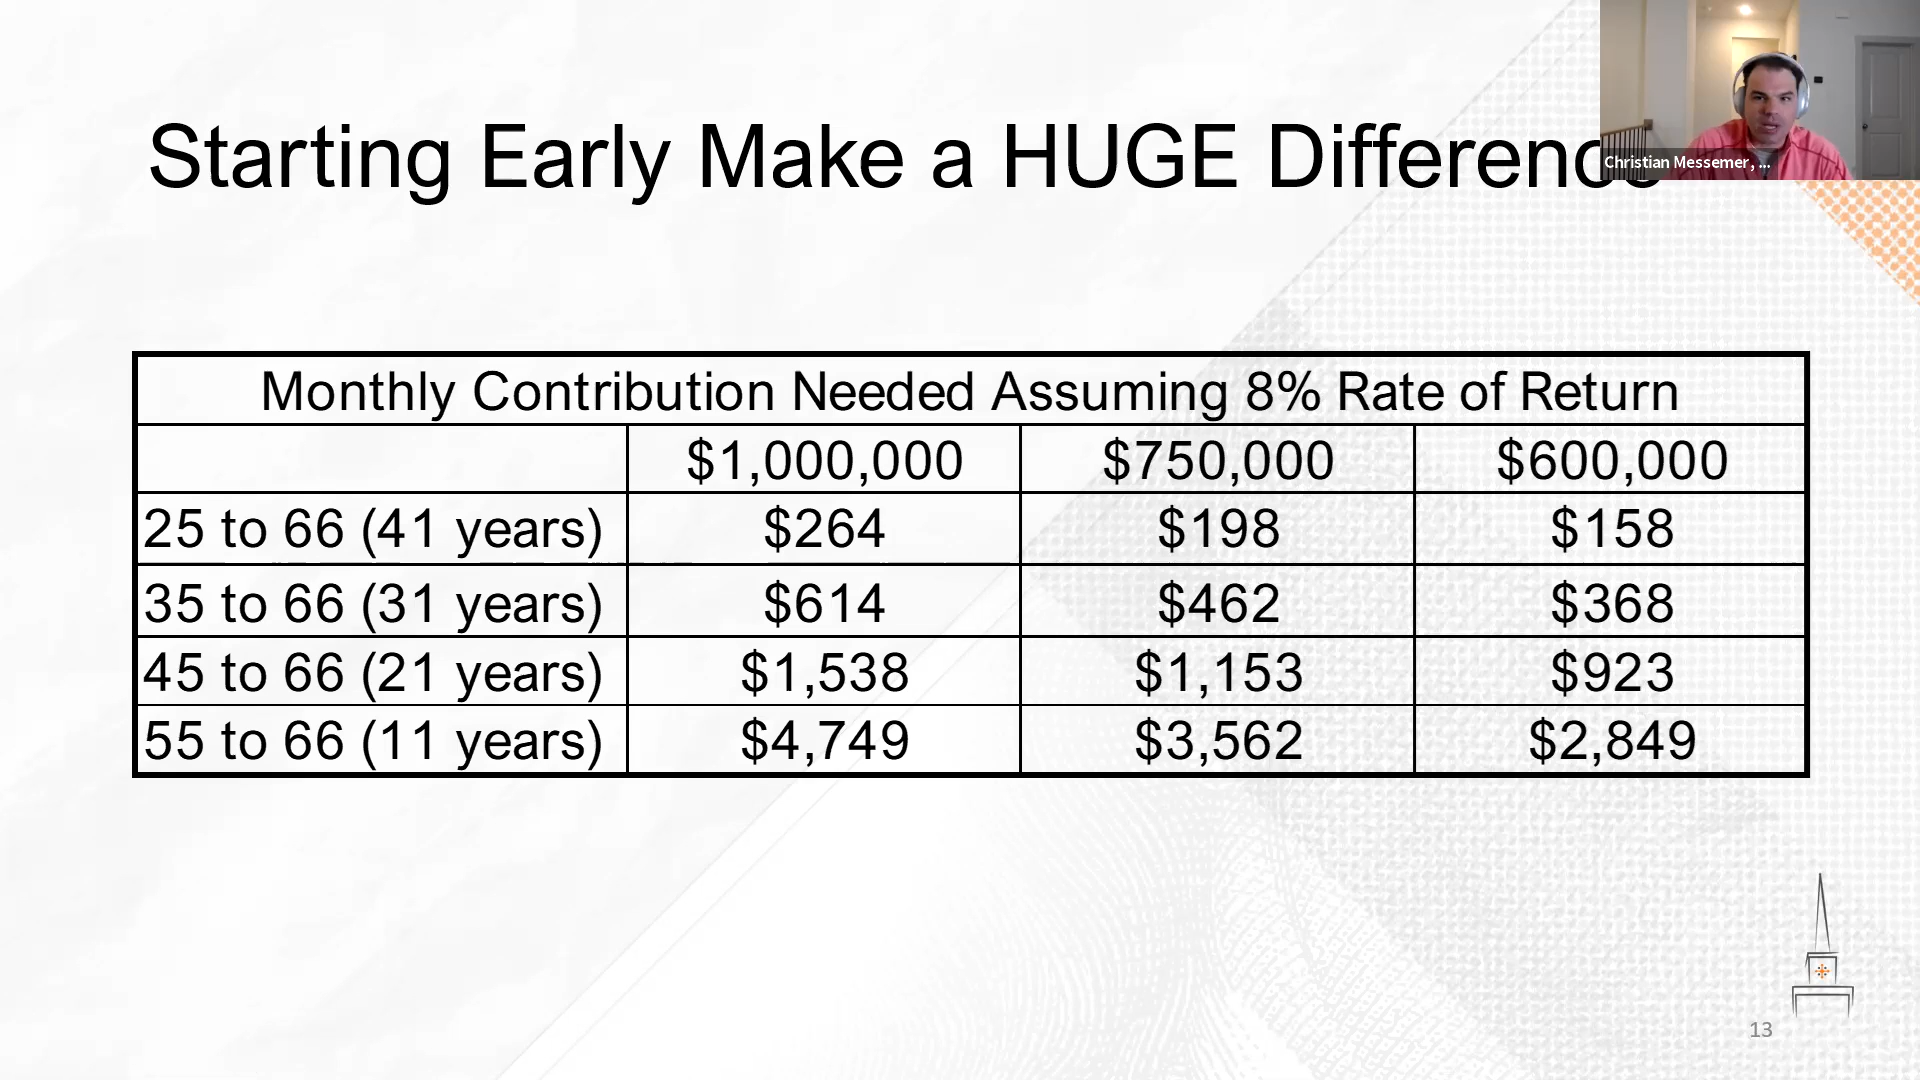 Starting Early Make a HUGE Difference
Christian Messemer, ...
Monthly Contribution Needed Assuming 8% Rate of Return
$1,000,000 $750,000 $600,000
25 to 66 (41 years) $264 $198 $158
35 to 66 (31 years) $614 $462 $368
45 to 66 (21 years) $1,538 $1,153 $923
55 to 66 (11 years) $4,749 $3,562 $2,849
13